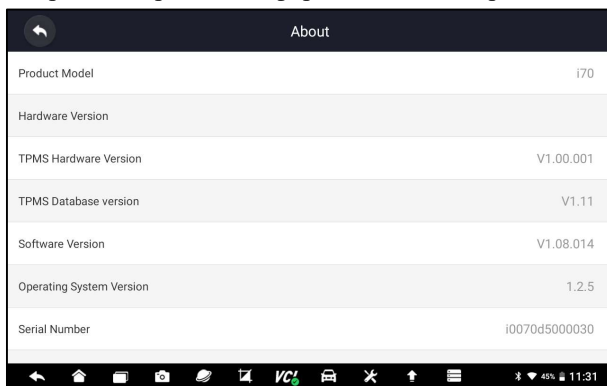 About
Product Model i70
Hardware Version
TPMS Hardware Version V1.00.001
TPMS Database version V1.11
Software Version V1.08.014
Operating System Version 1.2.5
Serial Number i0070d5000030
VCI 45% 11:31